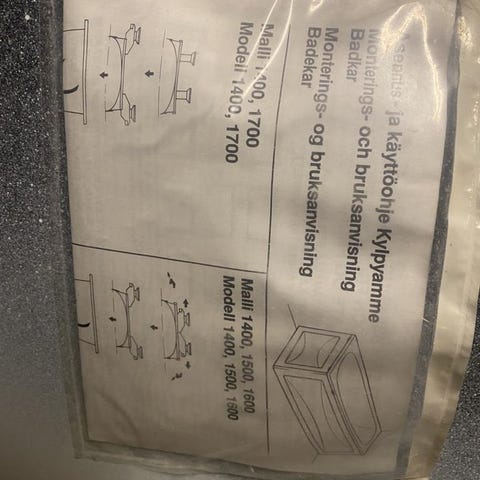 Asennus- ja käyttöohje Kylpyamme
Monterings- och bruksanvisning
Badkar
Monterings- og bruksanvisning
Badekar
Malli 1400, 1700
Modell 1400, 1700
Malli 1400, 1500, 1600
Modell 1400, 1500, 1600